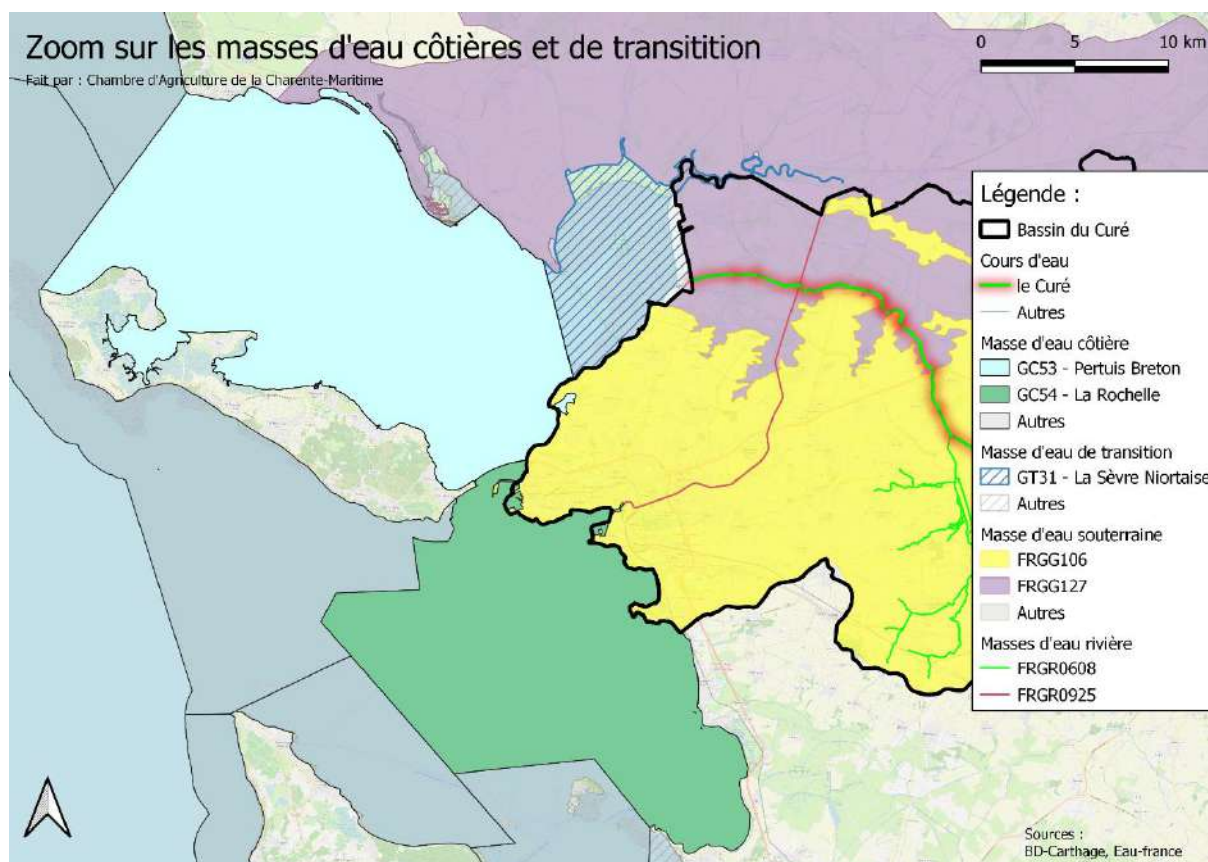 Zoom sur les masses d'eau côtières et de transitition
Fait par : Chambre d'Agriculture de la Charente-Maritime
0 5 10 km
Légende :
Bassin du Curé
Cours d'eau
le Curé
Autres
Masse d'eau côtière
GC53 - Pertuis Breton
GC54 - La Rochelle
Autres
Masse d'eau de transition
GT31 - La Sèvre Niortaise
Autres
Masse d'eau souterraine
FRGG106
FRGG127
Autres
Masses d'eau rivière
FRGR0608
FRGR0925
Sources :
BD-Carthage, Eau-france